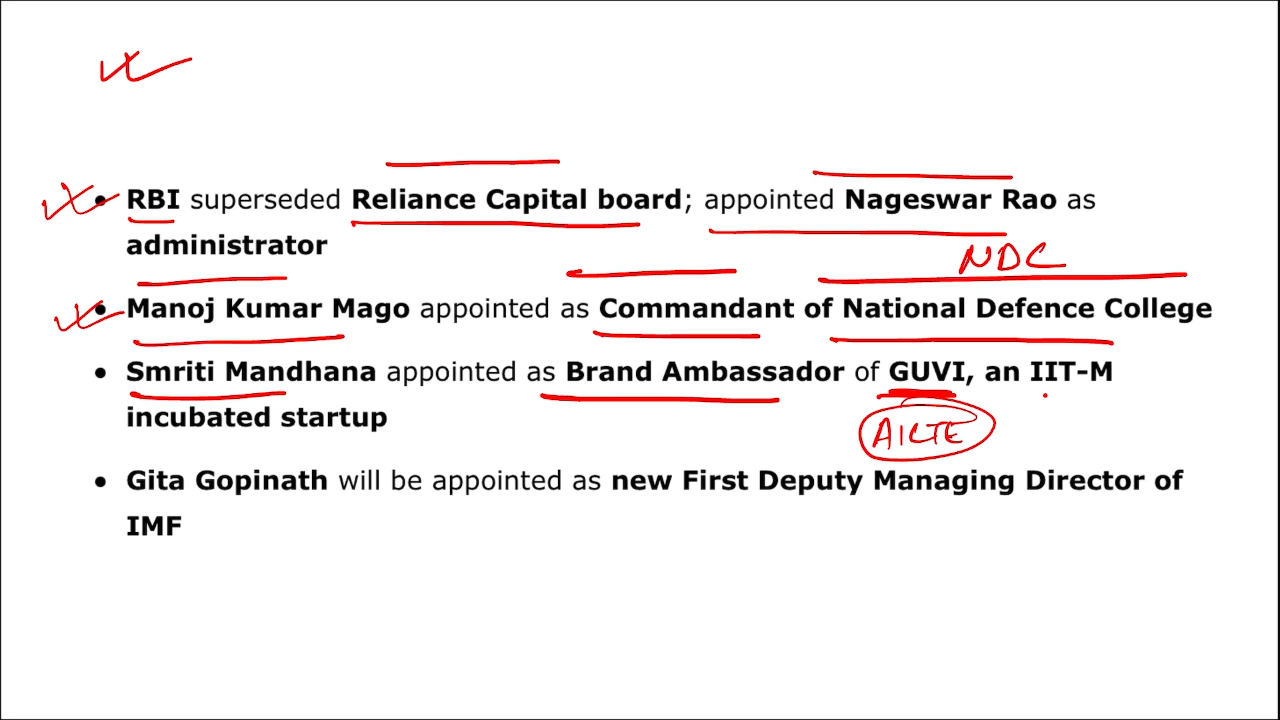 • RBI superseded Reliance Capital board; appointed Nageswar Rao as
administrator
NDC
• Manoj Kumar Mago appointed as Commandant of National Defence College
• Smriti Mandhana appointed as Brand Ambassador of GUVI, an IIT-M
incubated startup
AICTE
• Gita Gopinath will be appointed as new First Deputy Managing Director of
IMF